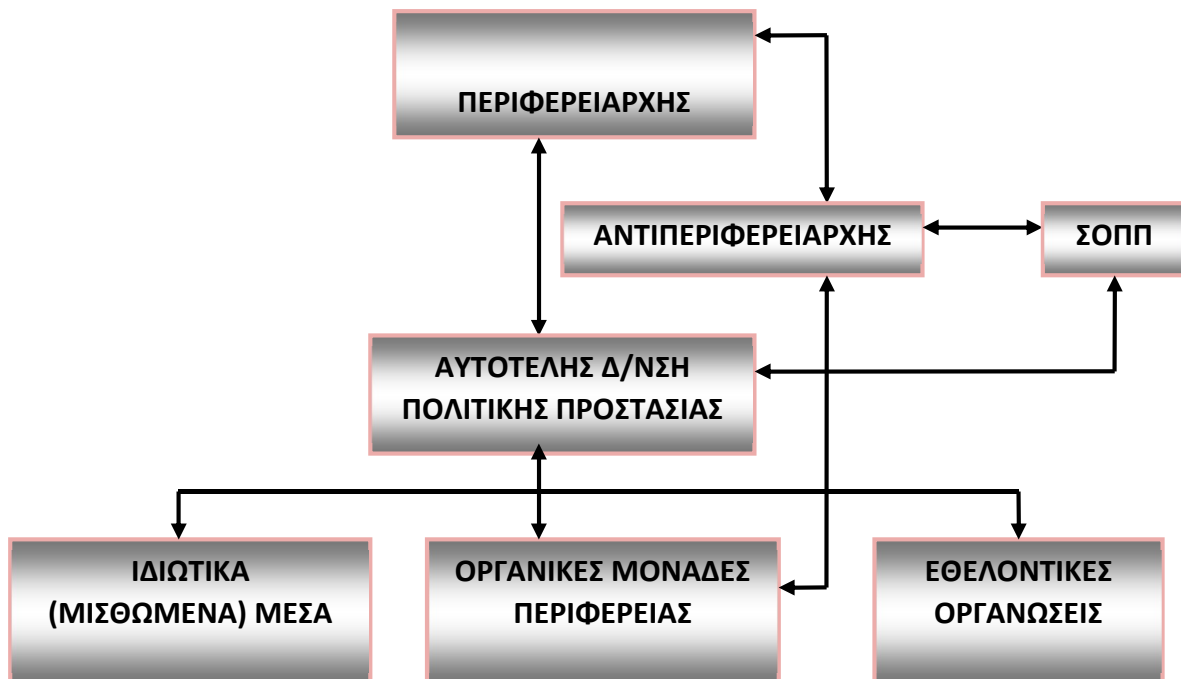 ΠΕΡΙΦΕΡΕΙΑΡΧΗΣ
ΑΝΤΙΠΕΡΙΦΕΡΕΙΑΡΧΗΣ
ΣΟΠΠ
ΑΥΤΟΤΕΛΗΣ Δ/ΝΣΗ
ΠΟΛΙΤΙΚΗΣ ΠΡΟΣΤΑΣΙΑΣ
ΙΔΙΩΤΙΚΑ
(ΜΙΣΘΩΜΕΝΑ) ΜΕΣΑ
ΟΡΓΑΝΙΚΕΣ ΜΟΝΑΔΕΣ
ΠΕΡΙΦΕΡΕΙΑΣ
ΕΘΕΛΟΝΤΙΚΕΣ
ΟΡΓΑΝΩΣΕΙΣ